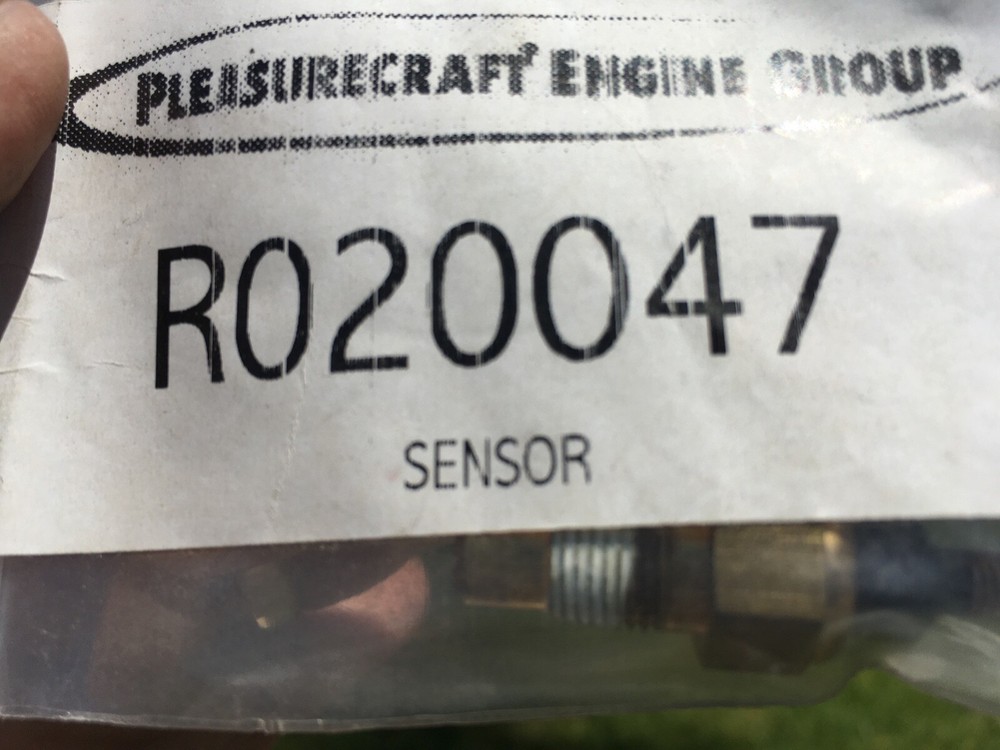 PLEASURECRAFT® ENGINE GROUP
R020047
SENSOR